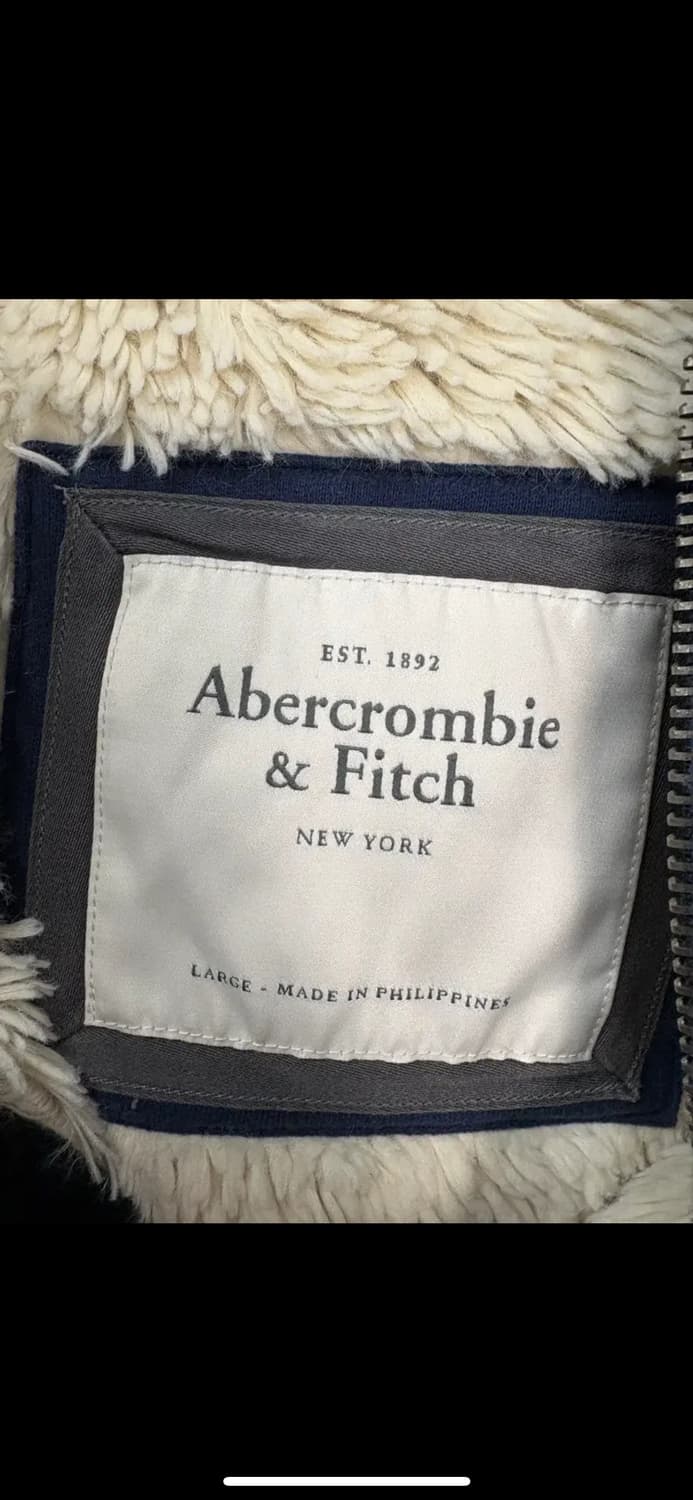 EST. 1892
Abercrombie
& Fitch
NEW YORK
LARGE - MADE IN PHILIPPINES